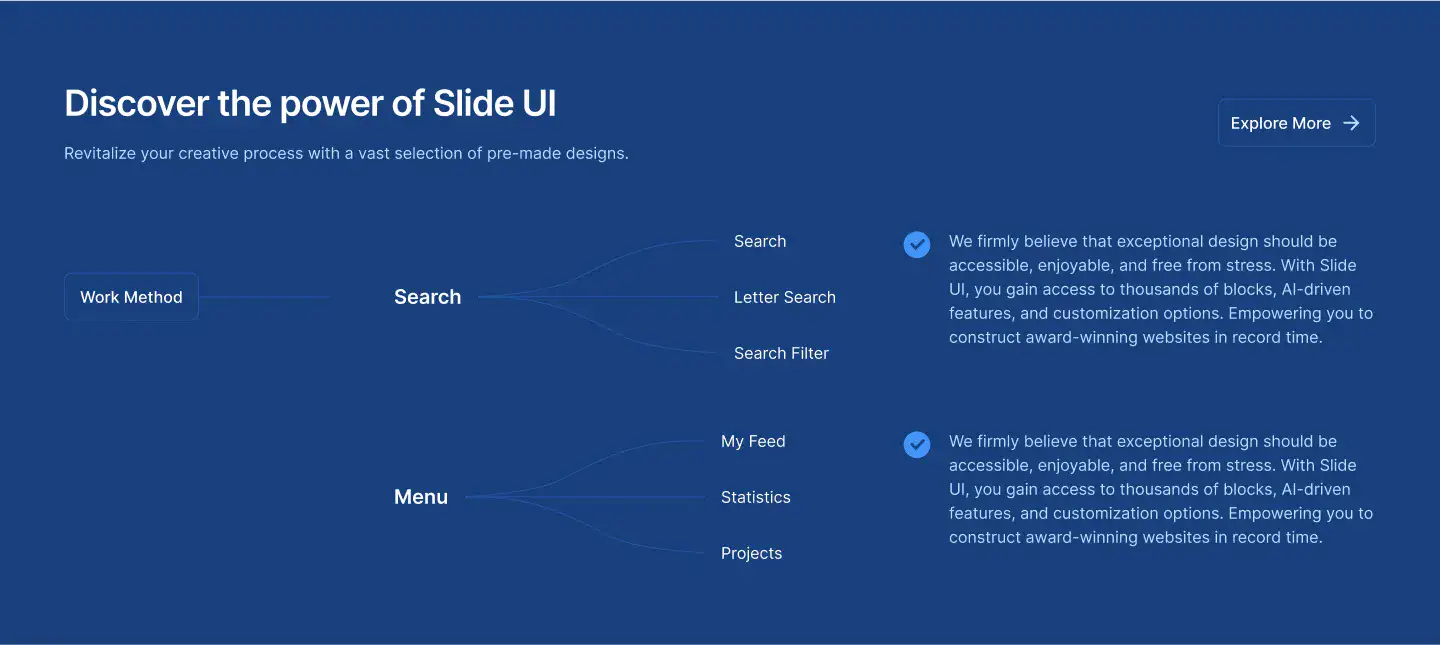 Discover the power of Slide UI
Revitalize your creative process with a vast selection of pre-made designs.
Explore More
Work Method
Search
Search
Letter Search
Search Filter
We firmly believe that exceptional design should be
accessible, enjoyable, and free from stress. With Slide
UI, you gain access to thousands of blocks, AI-driven
features, and customization options. Empowering you to
construct award-winning websites in record time.
Menu
My Feed
Statistics
Projects
We firmly believe that exceptional design should be
accessible, enjoyable, and free from stress. With Slide
UI, you gain access to thousands of blocks, AI-driven
features, and customization options. Empowering you to
construct award-winning websites in record time.